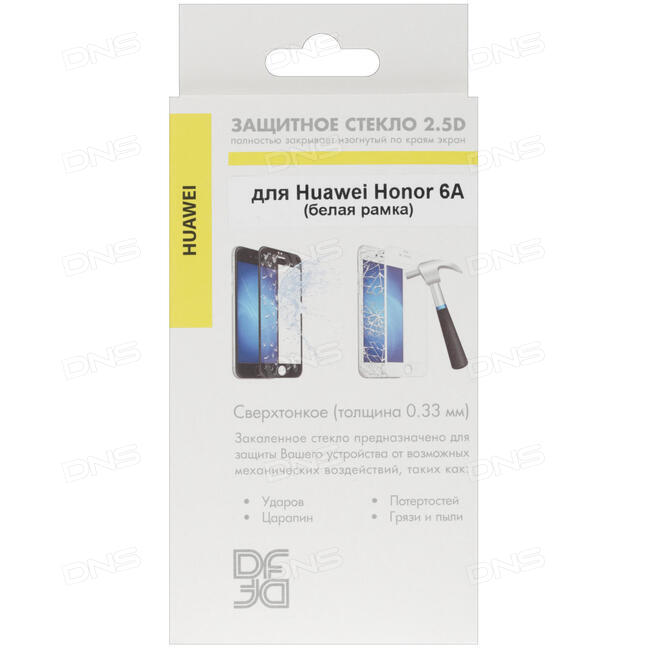 ЗАЩИТНОЕ СТЕКЛО 2.5D
полностью закрывает изогнутый по краям экран
HUAWEI
для Huawei Honor 6A
(белая рамка)
Сверхтонкое (толщина 0.33 мм)
Закаленное стекло предназначено для
защиты Вашего устройства от возможных
механических воздействий, таких как:
• Ударов
• Царапин
• Потертостей
• Грязи и пыли
DF
DF
DNS